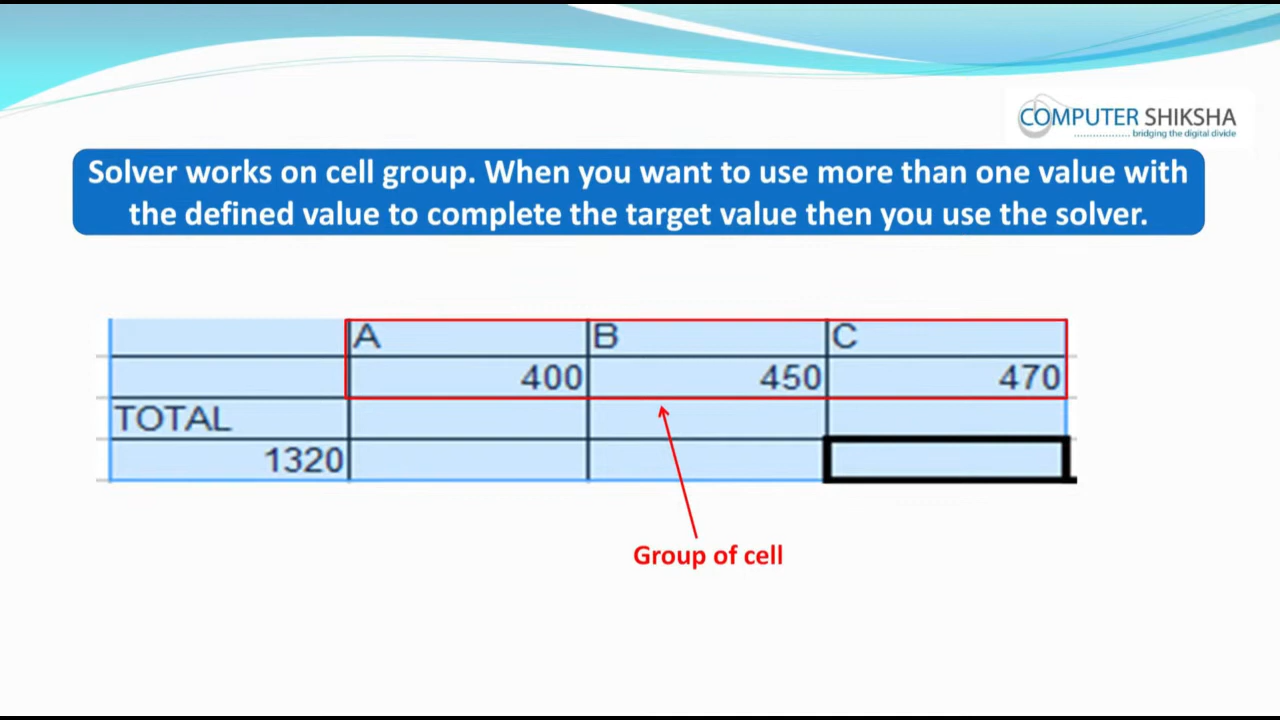 COMPUTER SHIKSHA
bridging the digital divide
Solver works on cell group. When you want to use more than one value with
the defined value to complete the target value then you use the solver.
A B C
400 450 470
TOTAL
1320
Group of cell